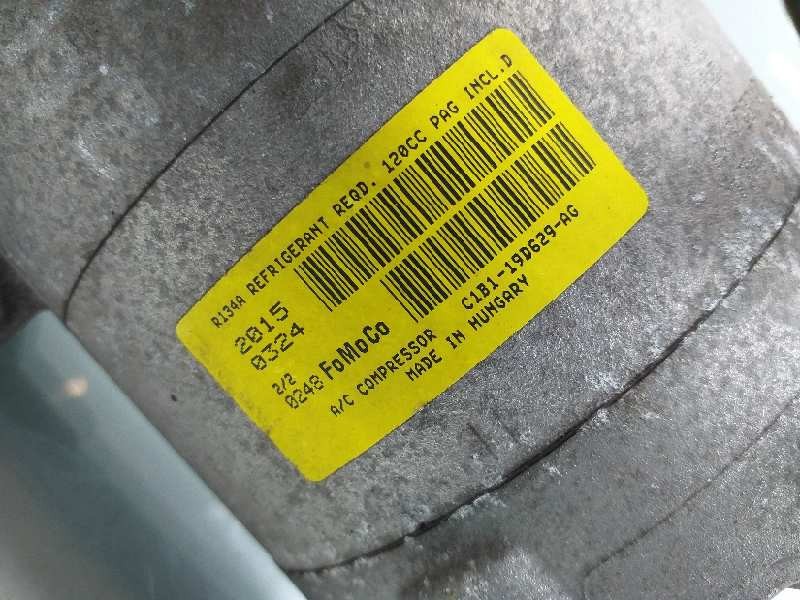 R134A REFRIGERANT REQD. 120CC PAG INCL.D
2015
0324
2/2
0248 FoMoCo
A/C COMPRESSOR C1B1-19D629-AG
MADE IN HUNGARY